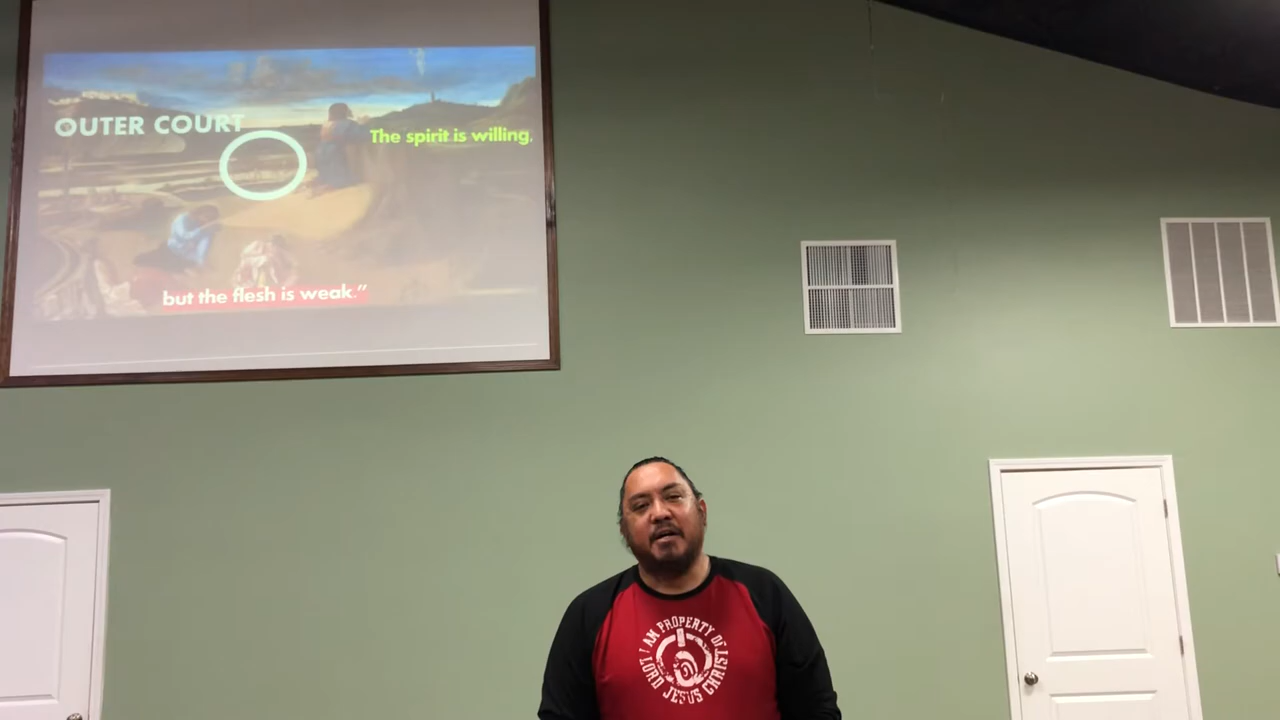 OUTER COURT
The spirit is willing,
but the flesh is weak.”
I AM PROPERTY OF
LORD JESUS CHRIST